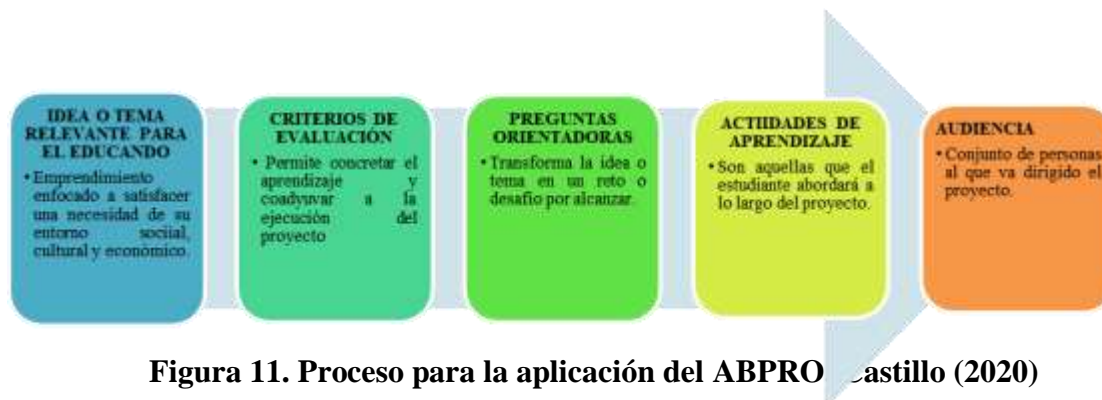 IDEA O TEMA
RELEVANTE PARA
EL EDUCANDO
• Emprendimiento
enfocado a satisfacer
una necesidad de su
entorno sociial,
cultural y económico.
CRITERIOS DE
EVALUACIÓN
• Permite concretar el
aprendizaje y
coadyuvar a la
ejecución del
proyecto
PREGUNTAS
ORIENTADORAS
• Transforma la idea o
tema en un reto o
desafio por alcanzar.
ACTIIDADES DE
APRENDIZAJE
• Son aquellas que el
estudiante abordará a
lo largo del proyecto.
AUDIENCIA
• Conjunto de personas
al que va dirigido el
proyecto.
Figura 11. Proceso para la aplicación del ABPRO astillo (2020)